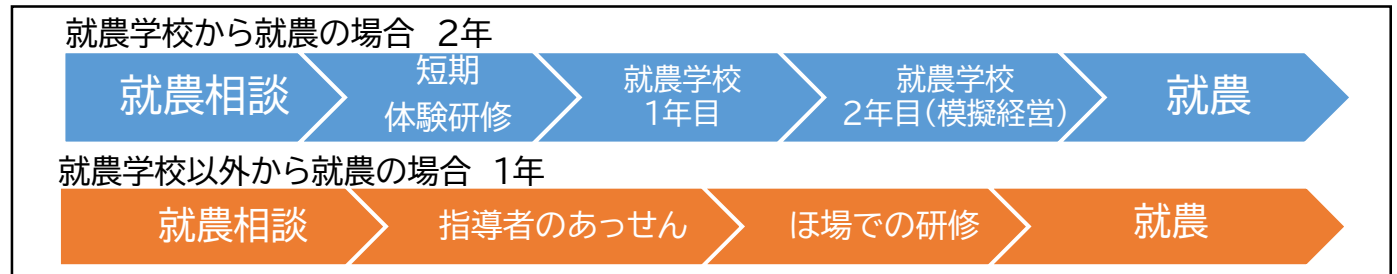 就農学校から就農の場合　2年
就農相談
短期
体験研修
就農学校
1年目
就農学校
2年目(模擬経営)
就農
就農学校以外から就農の場合　1年
就農相談
指導者のあっせん
ほ場での研修
就農